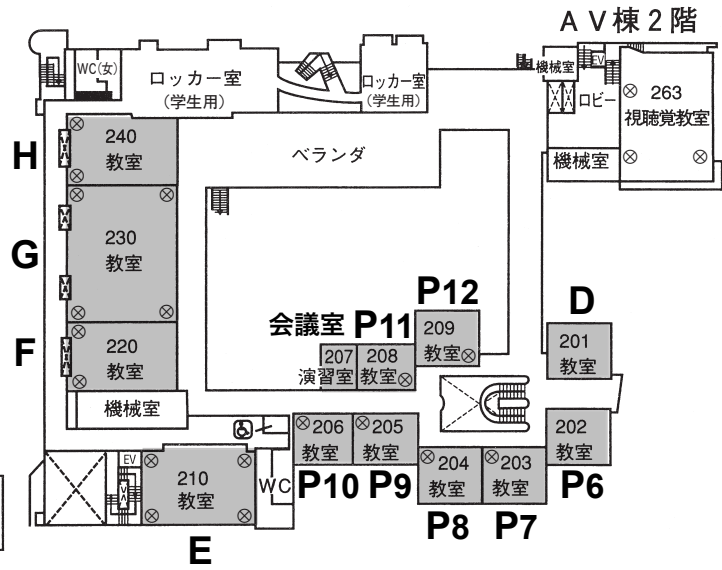 AV棟2階
WC(女)
ロッカー室
(学生用)
ロッカー室
(学生用)
機械室
EV
ロビー
263
視聴覚教室
機械室
H
240
教室
ベランダ
G
230
教室
F
220
教室
機械室
会議室
P11
P12
D
207
演習室
208
教室
209
教室
201
教室
206
教室
205
教室
202
教室
EV
210
教室
WC
204
教室
203
教室
P10
P9
P8
P7
P6
E